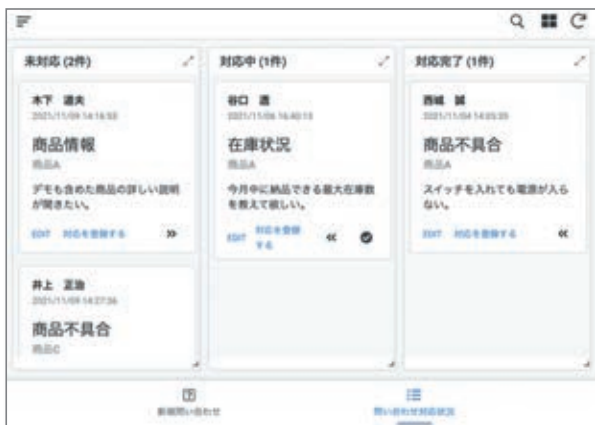 未対応 (2件)
木下 道夫
2021/11/09 14:16:53
商品情報
商品A
デモも含めた商品の詳しい説明
が聞きたい。
EDIT 対応を登録する
井上 正治
2021/11/09 14:27:36
商品不具合
商品C
対応中 (1件)
谷口 透
2021/11/06 16:40:13
在庫状況
商品A
今月中に納品できる最大在庫数
を教えて欲しい。
EDIT 対応を登録
する
対応完了 (1件)
西城 誠
2021/11/04 14:05:35
商品不具合
商品A
スイッチを入れても電源が入ら
ない。
EDIT 対応を登録する
新規問い合わせ
問い合わせ対応状況